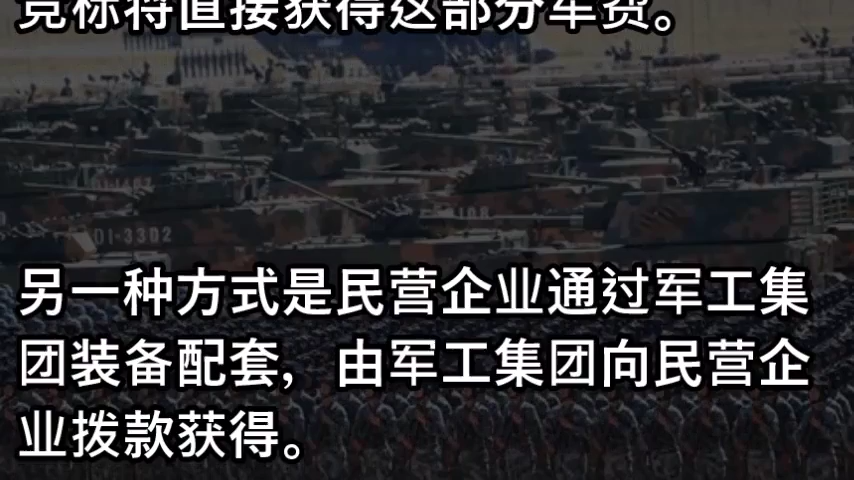 竞标将直接获得这部分军费。
DI-3302
另一种方式是民营企业通过军工集
团装备配套，由军工集团向民营企
业拨款获得。